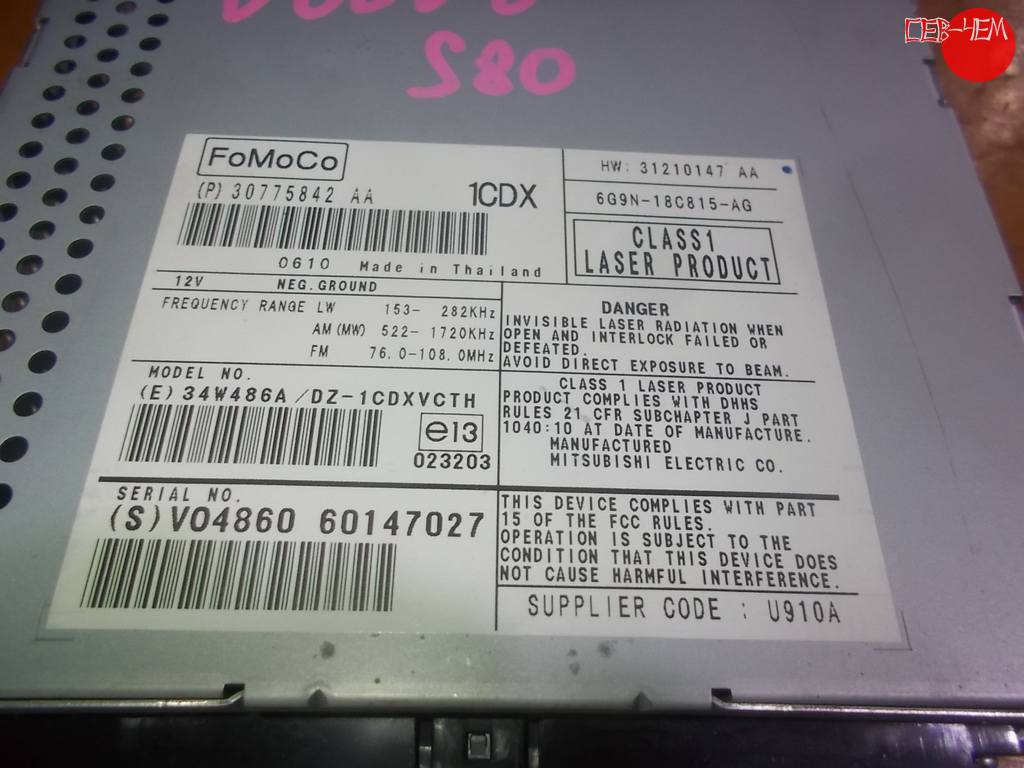 S80
СЕВ-ЧЕМ
FoMoCo
(P) 30775842 AA
1CDX
0610 Made in Thailand
HW: 31210147 AA
6G9N-18C815-AG
CLASS1
LASER PRODUCT
12V NEG.GROUND
FREQUENCY RANGE LW 153- 282KHz
AM(MW) 522- 1720KHz
FM 76.0-108.0MHz
DANGER
INVISIBLE LASER RADIATION WHEN
OPEN AND INTERLOCK FAILED OR
DEFEATED.
AVOID DIRECT EXPOSURE TO BEAM.
MODEL NO.
(E) 34W486A/DZ-1CDXVCTH
e13
023203
CLASS 1 LASER PRODUCT
PRODUCT COMPLIES WITH DHHS
RULES 21 CFR SUBCHAPTER J PART
1040:10 AT DATE OF MANUFACTURE.
MANUFACTURED
MITSUBISHI ELECTRIC CO.
SERIAL NO.
(S)VO4860 60147027
THIS DEVICE COMPLIES WITH PART
15 OF THE FCC RULES.
OPERATION IS SUBJECT TO THE
CONDITION THAT THIS DEVICE DOES
NOT CAUSE HARMFUL INTERFERENCE.
SUPPLIER CODE : U910A